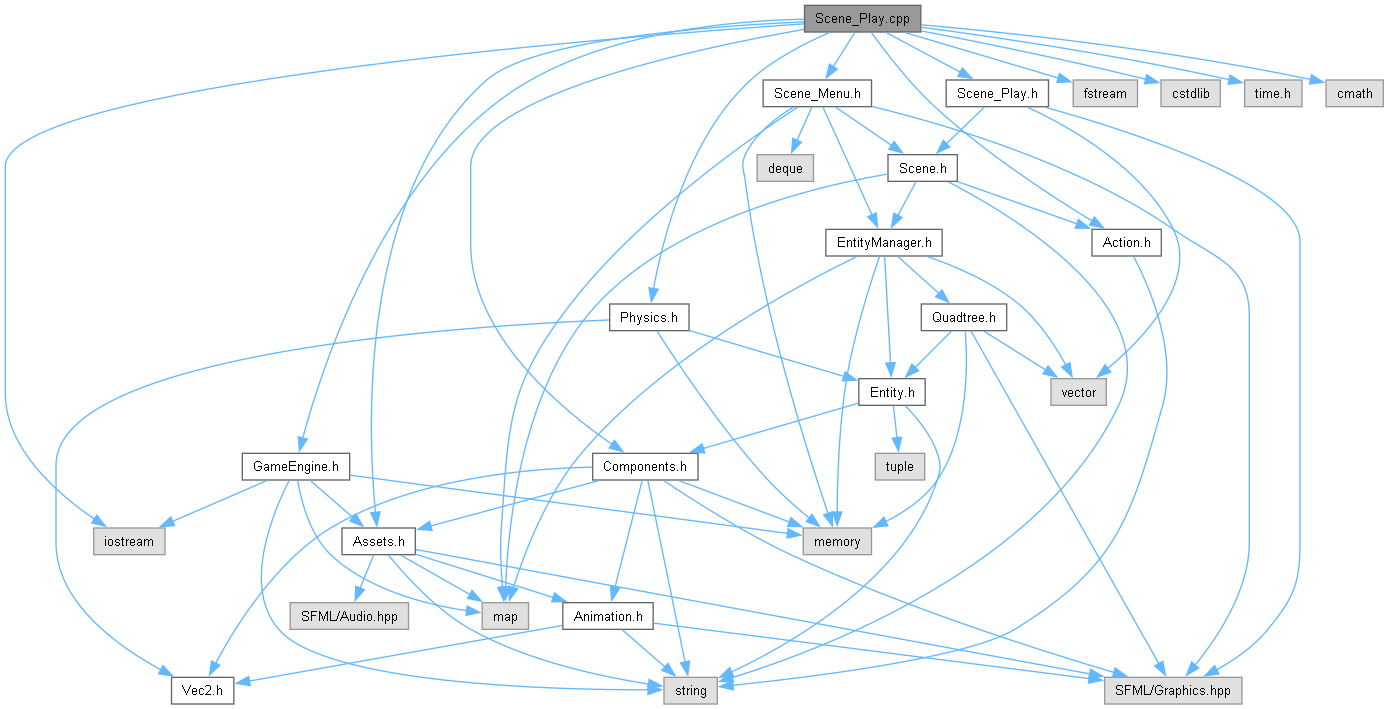 Scene_Play.cpp
Scene_Menu.h
Scene_Play.h
fstream
cstdlib
time.h
cmath
deque
Scene.h
EntityManager.h
Action.h
Physics.h
Quadtree.h
Entity.h
vector
GameEngine.h
Components.h
tuple
iostream
Assets.h
memory
SFML/Audio.hpp
map
Animation.h
Vec2.h
string
SFML/Graphics.hpp